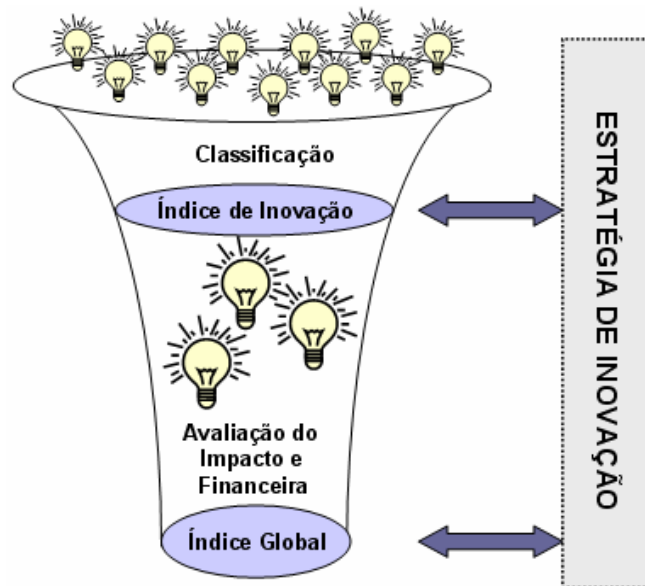 Classificação
Índice de Inovação
Avaliação do
Impacto e
Financeira
Índice Global
ESTRATÉGIA DE INOVAÇÃO